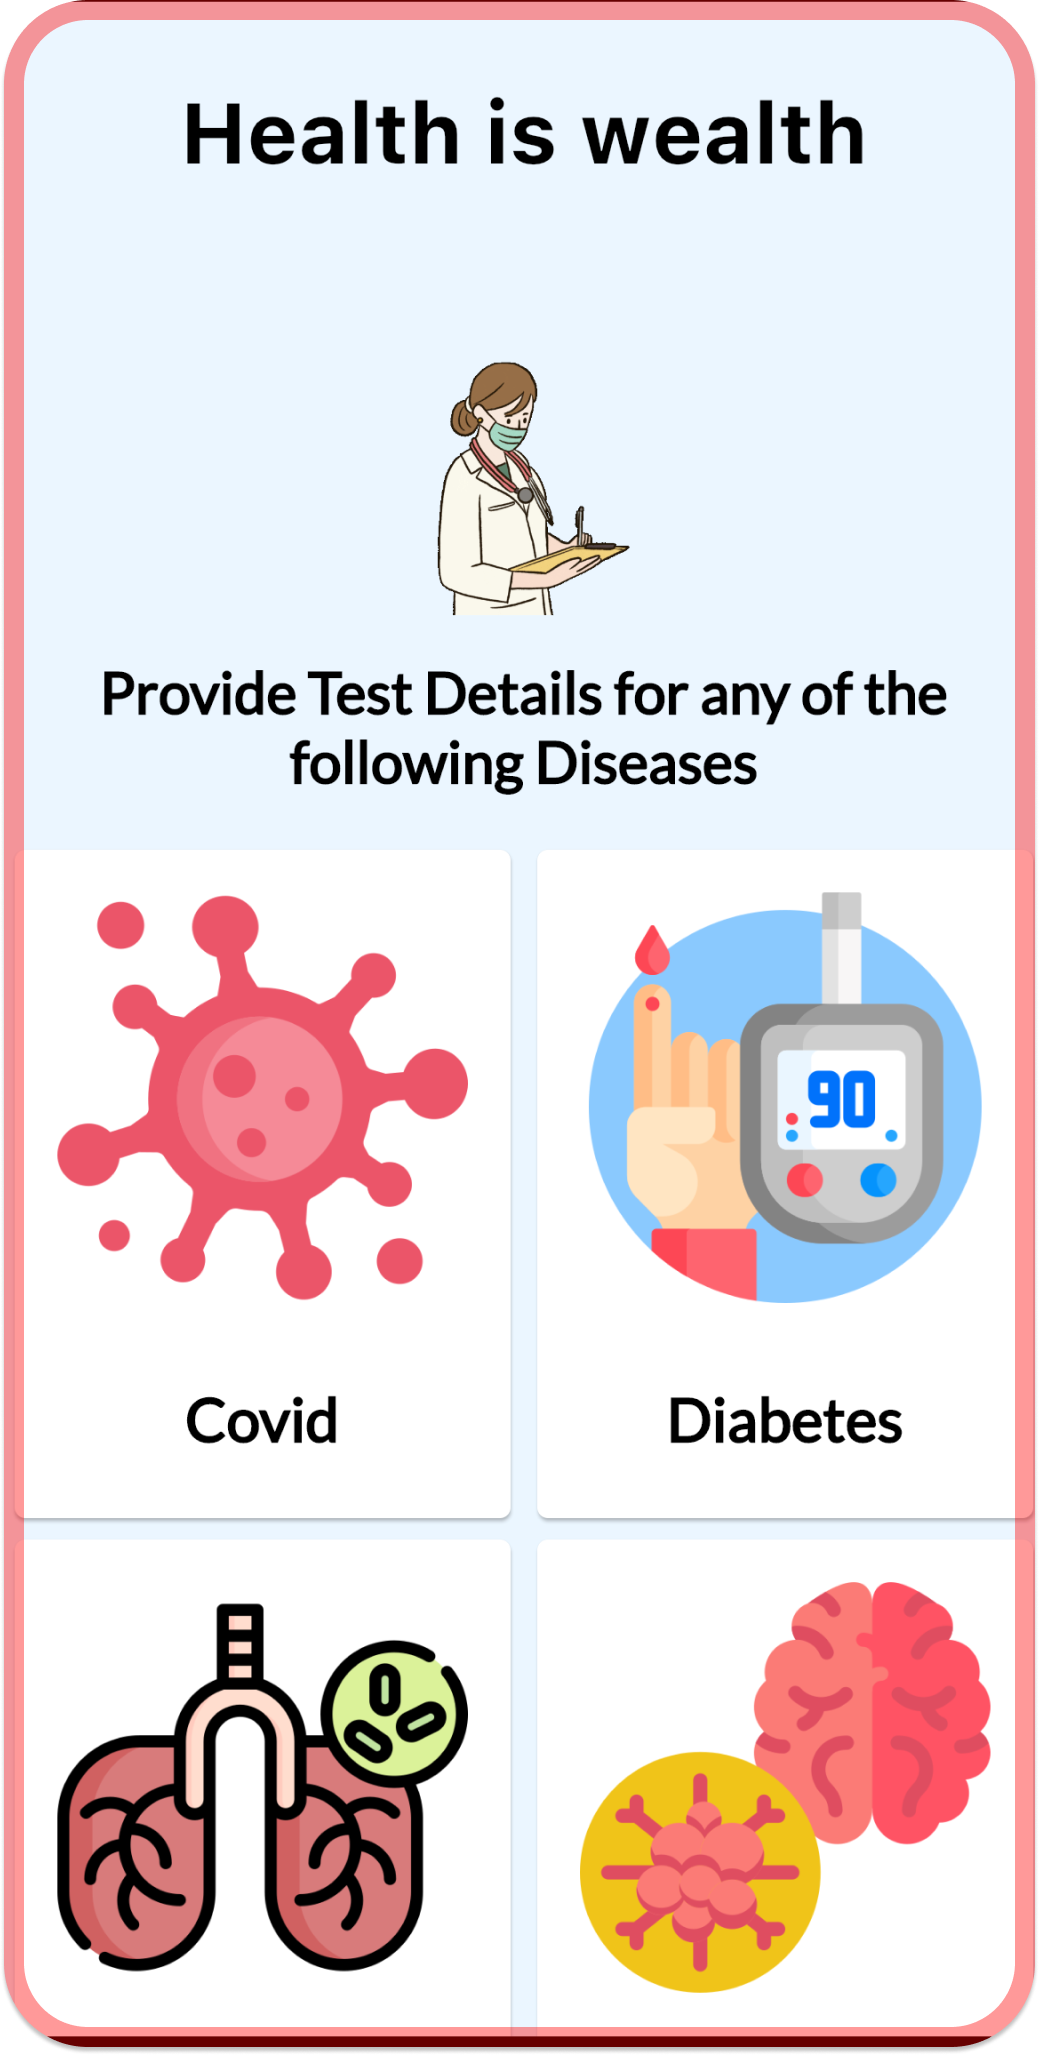 Health is wealth
Provide Test Details for any of the
following Diseases
90
Covid
Diabetes